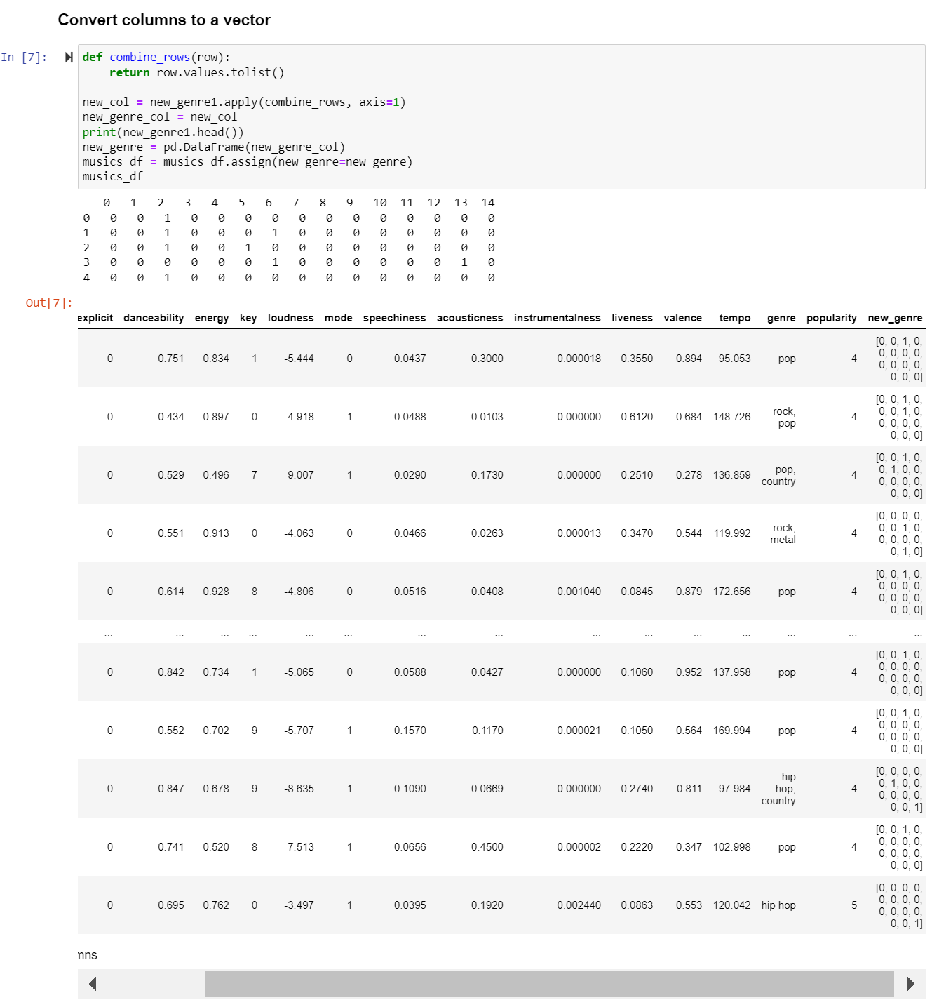 Convert columns to a vector
In [7]:
def combine_rows(row):
    return row.values.tolist()
new_col = new_genre1.apply(combine_rows, axis=1)
new_genre_col = new_col
print(new_genre1.head())
new_genre = pd.DataFrame(new_genre_col)
musics_df = musics_df.assign(new_genre=new_genre)
musics_df
0 1 2 3 4 5 6 7 8 9 10 11 12 13 14
0 0 0 1 0 0 0 0 0 0 0 0 0 0 0 0
1 0 0 1 0 0 0 1 0 0 0 0 0 0 0 0
2 0 0 1 0 0 1 0 0 0 0 0 0 0 0 0
3 0 0 0 0 0 0 1 0 0 0 0 0 0 1 0
4 0 0 1 0 0 0 0 0 0 0 0 0 0 0 0
Out[7]:
explicit danceability energy key loudness mode speechiness acousticness instrumentalness liveness valence tempo genre popularity new_genre
0 0.751 0.834 1 -5.444 0 0.0437 0.3000 0.000018 0.3550 0.894 95.053 pop 4 [0, 0, 1, 0,
0, 0, 0, 0,
0, 0, 0, 0,
0, 0, 0]
0 0.434 0.897 0 -4.918 1 0.0488 0.0103 0.000000 0.6120 0.684 148.726 rock,
pop 4 [0, 0, 1, 0,
0, 0, 1, 0,
0, 0, 0, 0,
0, 0, 0]
0 0.529 0.496 7 -9.007 1 0.0290 0.1730 0.000000 0.2510 0.278 136.859 pop,
country 4 [0, 0, 1, 0,
0, 1, 0, 0,
0, 0, 0, 0,
0, 0, 0]
0 0.551 0.913 0 -4.063 0 0.0466 0.0263 0.000013 0.3470 0.544 119.992 rock,
metal 4 [0, 0, 0, 0,
0, 0, 1, 0,
0, 0, 0, 0,
0, 1, 0]
0 0.614 0.928 8 -4.806 0 0.0516 0.0408 0.001040 0.0845 0.879 172.656 pop 4 [0, 0, 1, 0,
0, 0, 0, 0,
0, 0, 0, 0,
0, 0, 0]
... ... ... ... ... ... ... ... ... ... ... ... ... ... ...
0 0.842 0.734 1 -5.065 0 0.0588 0.0427 0.000000 0.1060 0.952 137.958 pop 4 [0, 0, 1, 0,
0, 0, 0, 0,
0, 0, 0, 0,
0, 0, 0]
0 0.552 0.702 9 -5.707 1 0.1570 0.1170 0.000021 0.1050 0.564 169.994 pop 4 [0, 0, 1, 0,
0, 0, 0, 0,
0, 0, 0, 0,
0, 0, 0]
0 0.847 0.678 9 -8.635 1 0.1090 0.0669 0.000000 0.2740 0.811 97.984 hip
hop,
country 4 [0, 0, 0, 0,
0, 1, 0, 0,
0, 0, 0, 0,
0, 0, 1]
0 0.741 0.520 8 -7.513 1 0.0656 0.4500 0.000002 0.2220 0.347 102.998 pop 4 [0, 0, 1, 0,
0, 0, 0, 0,
0, 0, 0, 0,
0, 0, 0]
0 0.695 0.762 0 -3.497 1 0.0395 0.1920 0.002440 0.0863 0.553 120.042 hip hop 5 [0, 0, 0, 0,
0, 0, 0, 0,
0, 0, 0, 0,
0, 0, 1]
mns